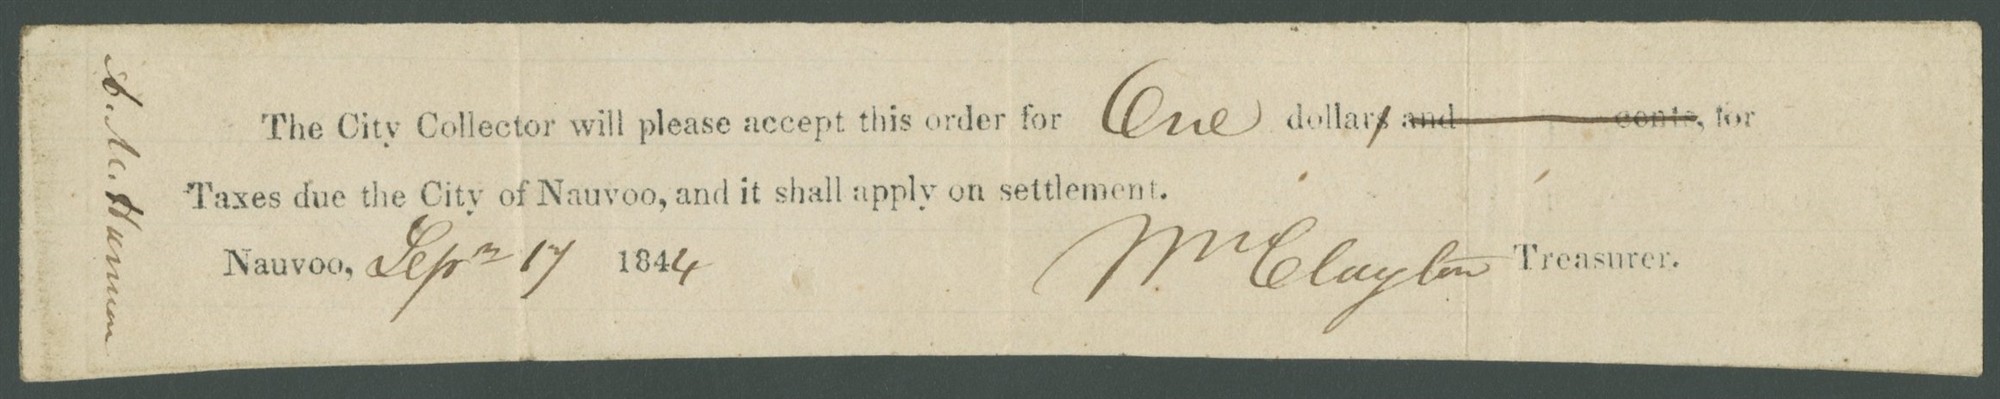 The City Collector will please accept this order for One dollars and cents, for
Taxes due the City of Nauvoo, and it shall apply on settlement.
Nauvoo, Sepr 17 1844 Wm Clayton Treasurer.